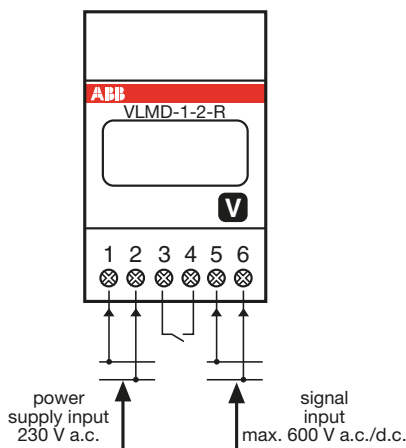 ABB
VLMD-1-2-R
V
1 2 3 4 5 6
power
supply input
230 V a.c.
signal
input
max. 600 V a.c./d.c.